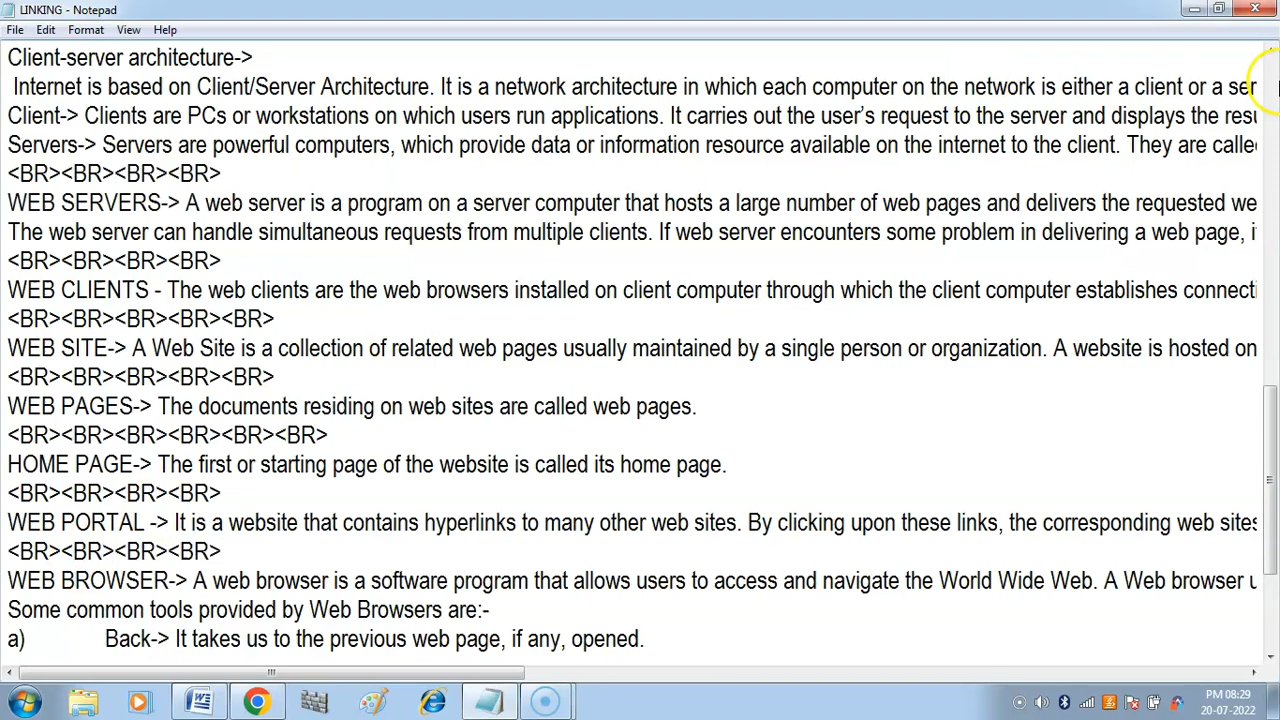 LINKING - Notepad
File Edit Format View Help
Client-server architecture->
Internet is based on Client/Server Architecture. It is a network architecture in which each computer on the network is either a client or a ser
Client-> Clients are PCs or workstations on which users run applications. It carries out the user’s request to the server and displays the resu
Servers-> Servers are powerful computers, which provide data or information resource available on the internet to the client. They are calle
<BR><BR><BR><BR>
WEB SERVERS-> A web server is a program on a server computer that hosts a large number of web pages and delivers the requested we
The web server can handle simultaneous requests from multiple clients. If web server encounters some problem in delivering a web page, i
<BR><BR><BR><BR>
WEB CLIENTS - The web clients are the web browsers installed on client computer through which the client computer establishes connecti
<BR><BR><BR><BR><BR>
WEB SITE-> A Web Site is a collection of related web pages usually maintained by a single person or organization. A website is hosted on
<BR><BR><BR><BR><BR>
WEB PAGES-> The documents residing on web sites are called web pages.
<BR><BR><BR><BR><BR><BR>
HOME PAGE-> The first or starting page of the website is called its home page.
<BR><BR><BR><BR>
WEB PORTAL -> It is a website that contains hyperlinks to many other web sites. By clicking upon these links, the corresponding web sites
<BR><BR><BR><BR>
WEB BROWSER-> A web browser is a software program that allows users to access and navigate the World Wide Web. A Web browser u
Some common tools provided by Web Browsers are:-
a) Back-> It takes us to the previous web page, if any, opened.
PM 08:29
20-07-2022